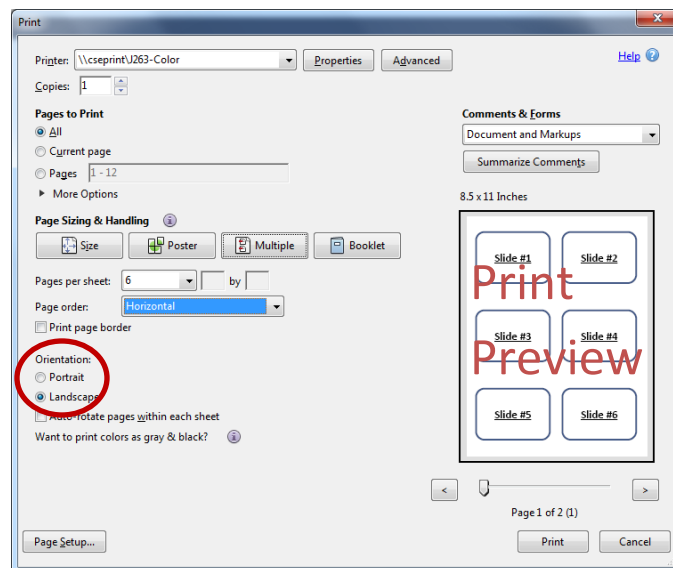 Print
Printer: \\cseprint\J263-Color Properties Advanced Help
Copies: 1
Pages to Print
All
Current page
Pages 1 - 12
More Options
Comments & Forms
Document and Markups
Summarize Comments
8.5 x 11 Inches
Page Sizing & Handling
Size Poster Multiple Booklet
Pages per sheet: 6 by
Page order: Horizontal
Print page border
Orientation:
Portrait
Landscape
Auto-rotate pages within each sheet
Want to print colors as gray & black?
Slide #1 Slide #2
Print
Slide #3 Slide #4
Preview
Slide #5 Slide #6
< >
Page 1 of 2 (1)
Page Setup... Print Cancel